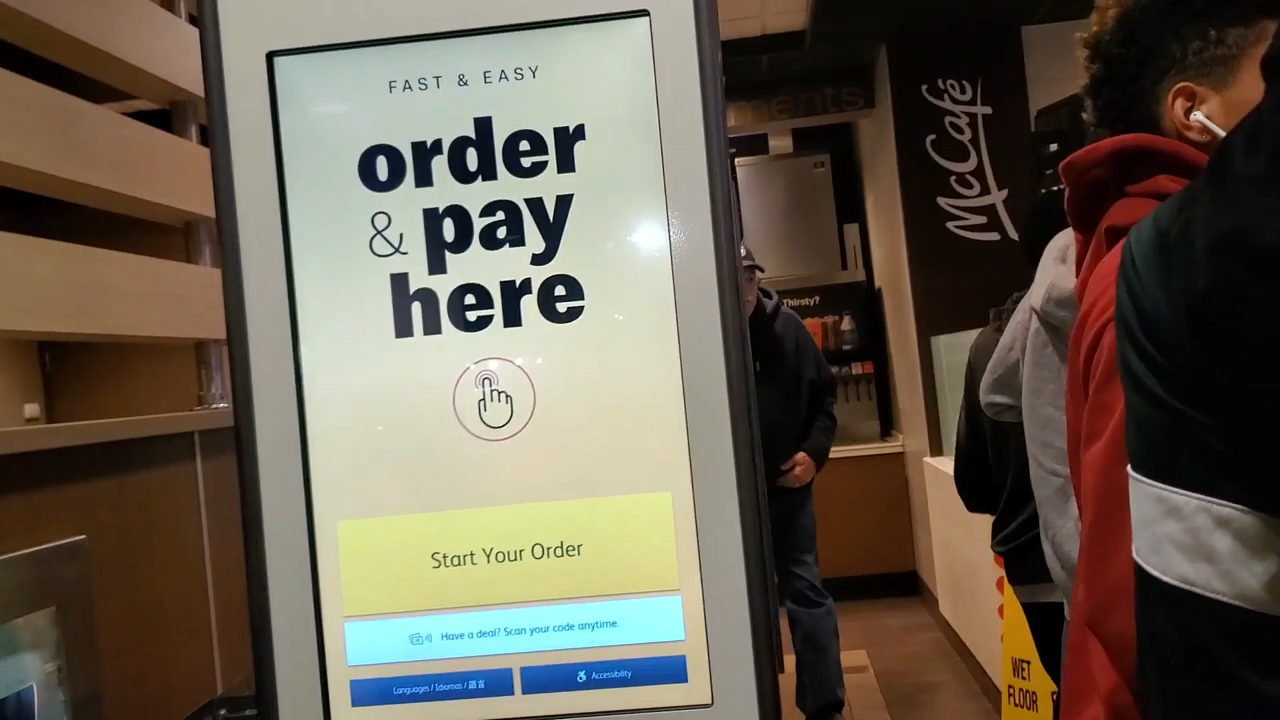 FAST & EASY
order
& pay
here
Start Your Order
Have a deal? Scan your code anytime.
Languages / Idiomas / 語言
Accessibility
ments
McCafé
Thirsty?
WET
FLOOR